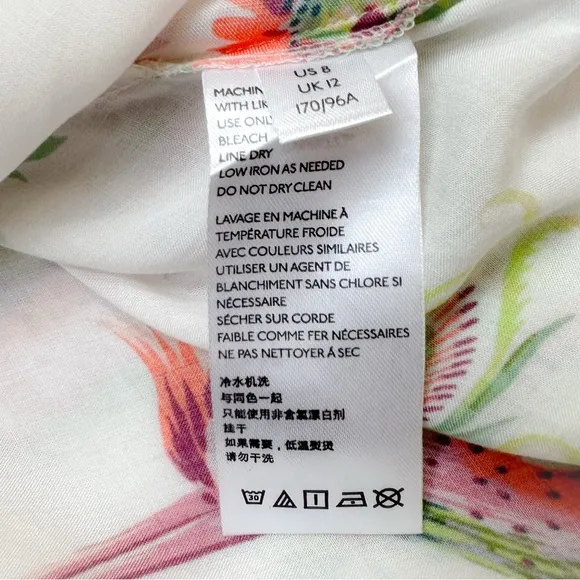 US 8
UK 12
170/96A
MACHIN
WITH LIK
USE ONL
BLEACH
LINE DRY
LOW IRON AS NEEDED
DO NOT DRY CLEAN
LAVAGE EN MACHINE À
TEMPÉRATURE FROIDE
AVEC COULEURS SIMILAIRES
UTILISER UN AGENT DE
BLANCHIMENT SANS CHLORE SI
NÉCESSAIRE
SÉCHER SUR CORDE
FAIBLE COMME FER NÉCESSAIRES
NE PAS NETTOYER Á SEC
冷水机洗
与同色一起
只能使用非含氯漂白剂
挂干
如果需要，低温熨烫
请勿干洗
30